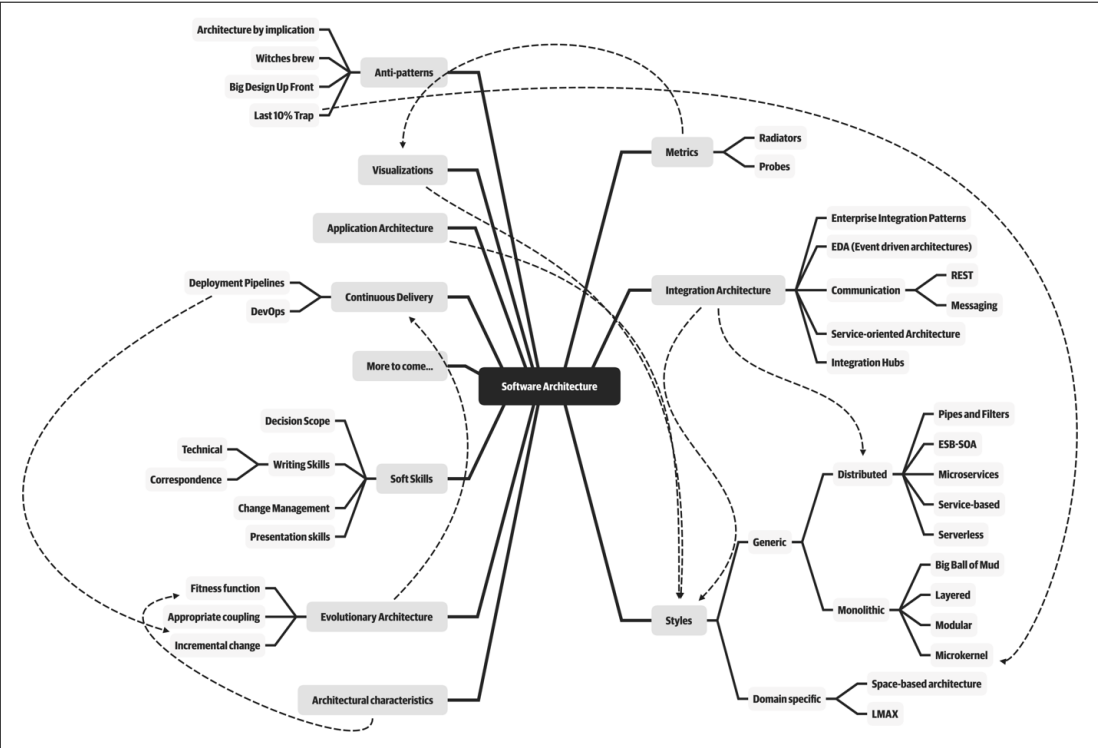 Architecture by implication
Witches brew
Big Design Up Front
Last 10% Trap
Anti-patterns
Visualizations
Application Architecture
Deployment Pipelines
DevOps
Continuous Delivery
More to come...
Decision Scope
Technical
Correspondence
Writing Skills
Change Management
Presentation skills
Soft Skills
Fitness function
Appropriate coupling
Incremental change
Evolutionary Architecture
Architectural characteristics
Software Architecture
Metrics
Radiators
Probes
Integration Architecture
Enterprise Integration Patterns
EDA (Event driven architectures)
Communication
REST
Messaging
Service-oriented Architecture
Integration Hubs
Styles
Generic
Distributed
Pipes and Filters
ESB-SOA
Microservices
Service-based
Serverless
Monolithic
Big Ball of Mud
Layered
Modular
Microkernel
Domain specific
Space-based architecture
LMAX